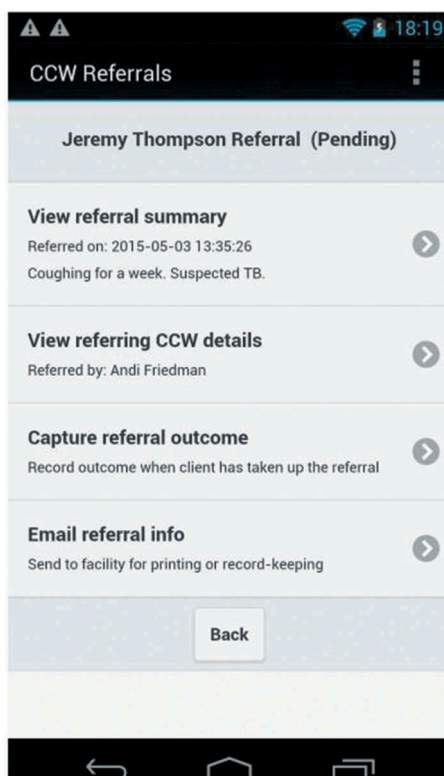 18:19
CCW Referrals
Jeremy Thompson Referral (Pending)
View referral summary
Referred on: 2015-05-03 13:35:26
Coughing for a week. Suspected TB.
View referring CCW details
Referred by: Andi Friedman
Capture referral outcome
Record outcome when client has taken up the referral
Email referral info
Send to facility for printing or record-keeping
Back